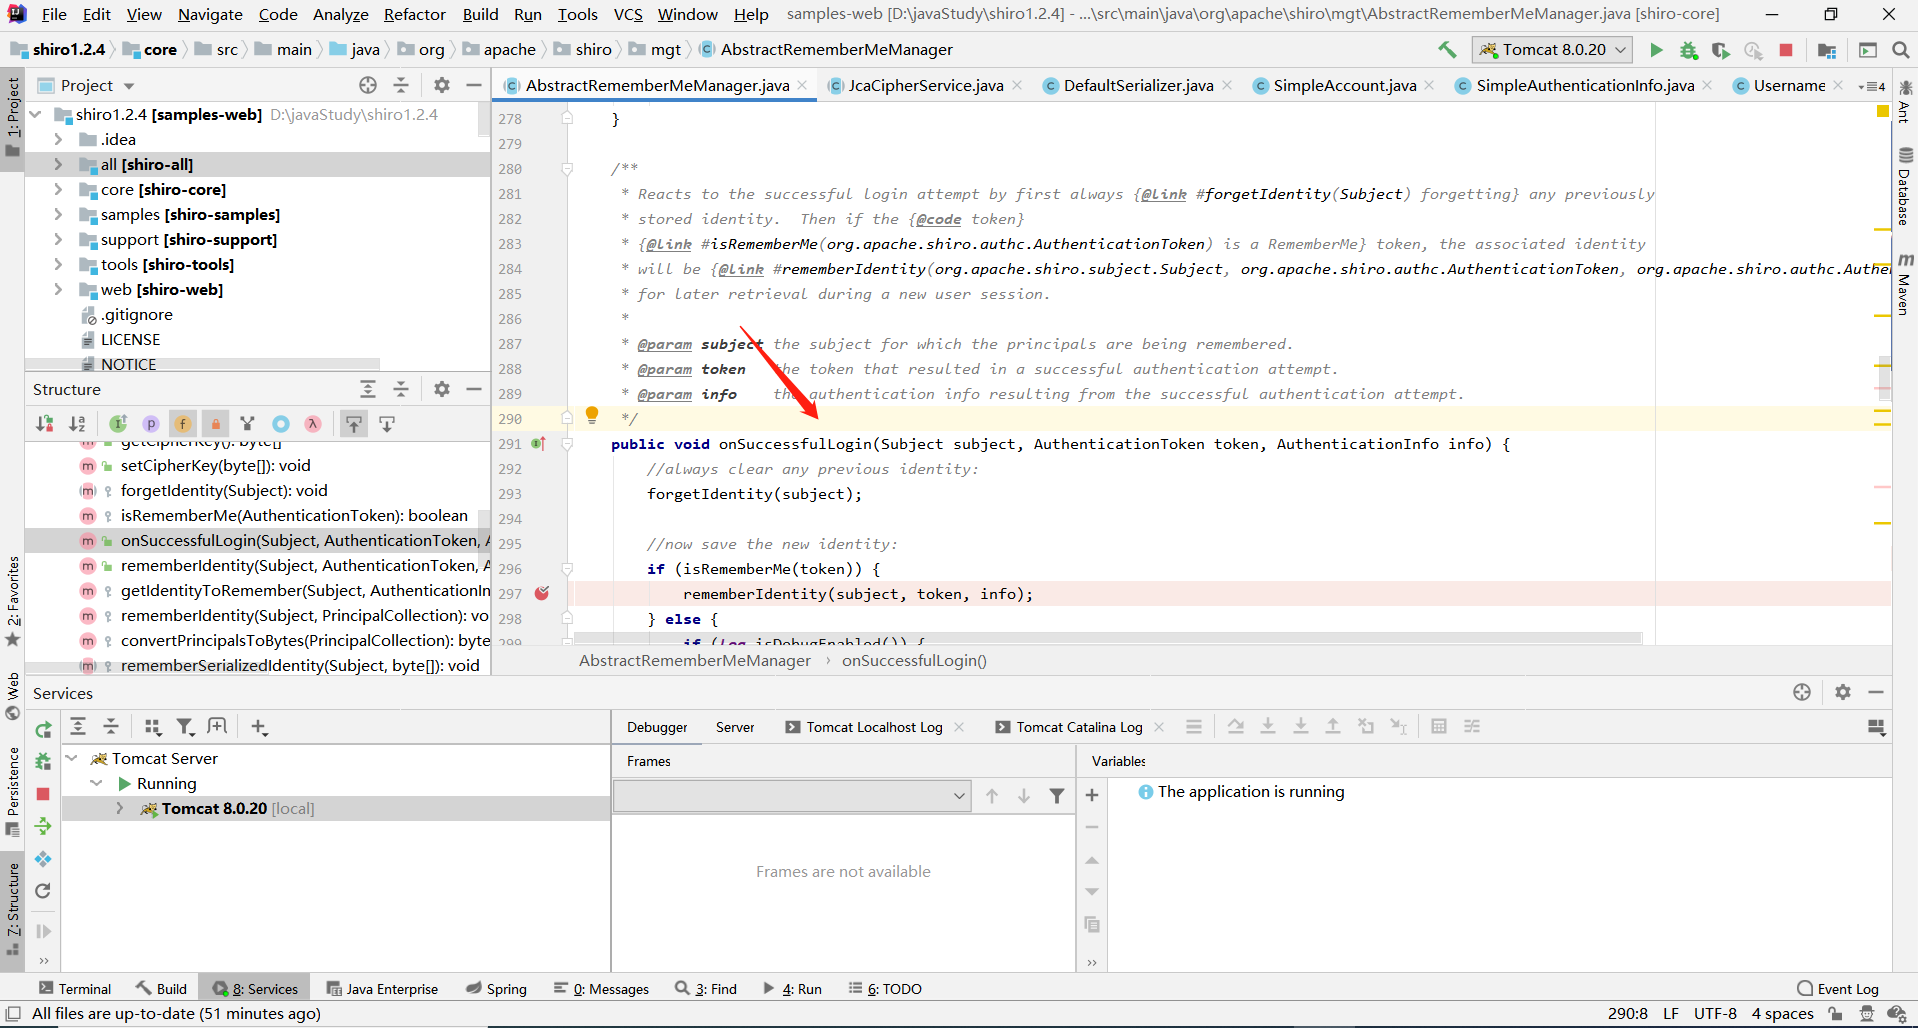 File Edit View Navigate Code Analyze Refactor Build Run Tools VCS Window Help samples-web [D:\javaStudy\shiro1.2.4] - ...\src\main\java\org\apache\shiro\mgt\AbstractRememberMeManager.java [shiro-core]
shiro1.2.4 core src main java org apache shiro mgt AbstractRememberMeManager Tomcat 8.0.20
Project
AbstractRememberMeManager.java JcaCipherService.java DefaultSerializer.java SimpleAccount.java SimpleAuthenticationInfo.java Username 4
1: Project
shiro1.2.4 [samples-web] D:\javaStudy\shiro1.2.4
.idea
all [shiro-all]
core [shiro-core]
samples [shiro-samples]
support [shiro-support]
tools [shiro-tools]
web [shiro-web]
.gitignore
LICENSE
NOTICE
Structure
getCipherKey(): byte[]
setCipherKey(byte[]): void
forgetIdentity(Subject): void
isRememberMe(AuthenticationToken): boolean
onSuccessfulLogin(Subject, AuthenticationToken, A
rememberIdentity(Subject, AuthenticationToken, A
getIdentityToRemember(Subject, AuthenticationIn
rememberIdentity(Subject, PrincipalCollection): vo
convertPrincipalsToBytes(PrincipalCollection): byte
rememberSerializedIdentity(Subject, byte[]): void
278 }
279
280 /**
281 * Reacts to the successful login attempt by first always {@link #forgetIdentity(Subject) forgetting} any previously
282 * stored identity.  Then if the {@code token}
283 * {@link #isRememberMe(org.apache.shiro.authc.AuthenticationToken) is a RememberMe} token, the associated identity
284 * will be {@link #rememberIdentity(org.apache.shiro.subject.Subject, org.apache.shiro.authc.AuthenticationToken, org.apache.shiro.authc.Authe
285 * for later retrieval during a new user session.
286 *
287 * @param subject the subject for which the principals are being remembered.
288 * @param token the token that resulted in a successful authentication attempt.
289 * @param info the authentication info resulting from the successful authentication attempt.
290 */
291 public void onSuccessfulLogin(Subject subject, AuthenticationToken token, AuthenticationInfo info) {
292 //always clear any previous identity:
293 forgetIdentity(subject);
294
295 //now save the new identity:
296 if (isRememberMe(token)) {
297 rememberIdentity(subject, token, info);
298 } else {
299 if (log.isDebugEnabled()) {
AbstractRememberMeManager › onSuccessfulLogin()
Ant
Database
Maven
2: Favorites
Web
Persistence
Z: Structure
Services
Debugger Server Tomcat Localhost Log Tomcat Catalina Log
Tomcat Server
Running
Tomcat 8.0.20 [local]
Frames
Frames are not available
Variables
The application is running
Terminal Build 8: Services Java Enterprise Spring 0: Messages 3: Find 4: Run 6: TODO Event Log
All files are up-to-date (51 minutes ago) 290:8 LF UTF-8 4 spaces